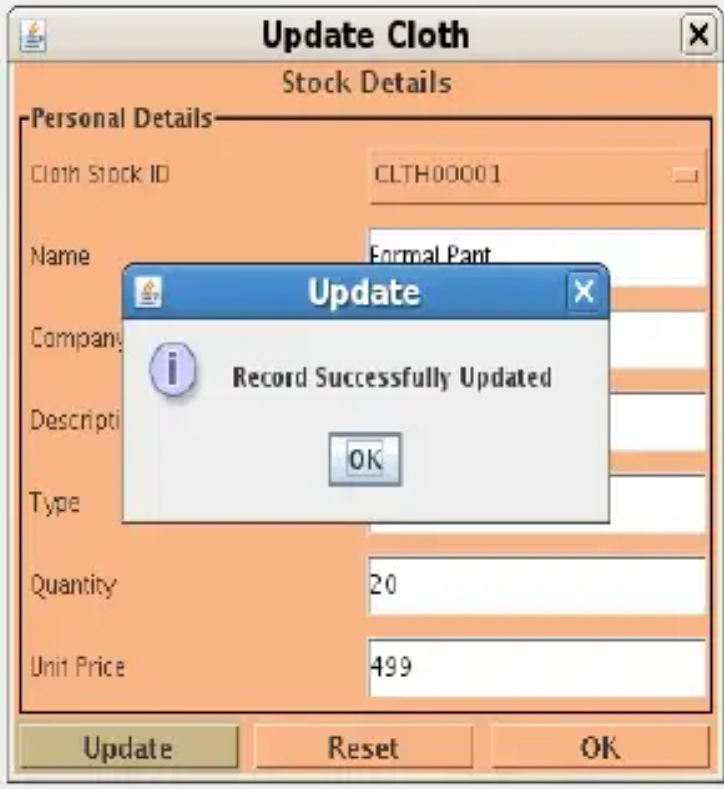 Update Cloth
Stock Details
Personal Details
Cloth Stock ID CLTH00001
Name Formal Pant
Update
Company
i Record Successfully Updated
Descripti
OK
Type
Quantity 20
Unit Price 499
Update Reset OK